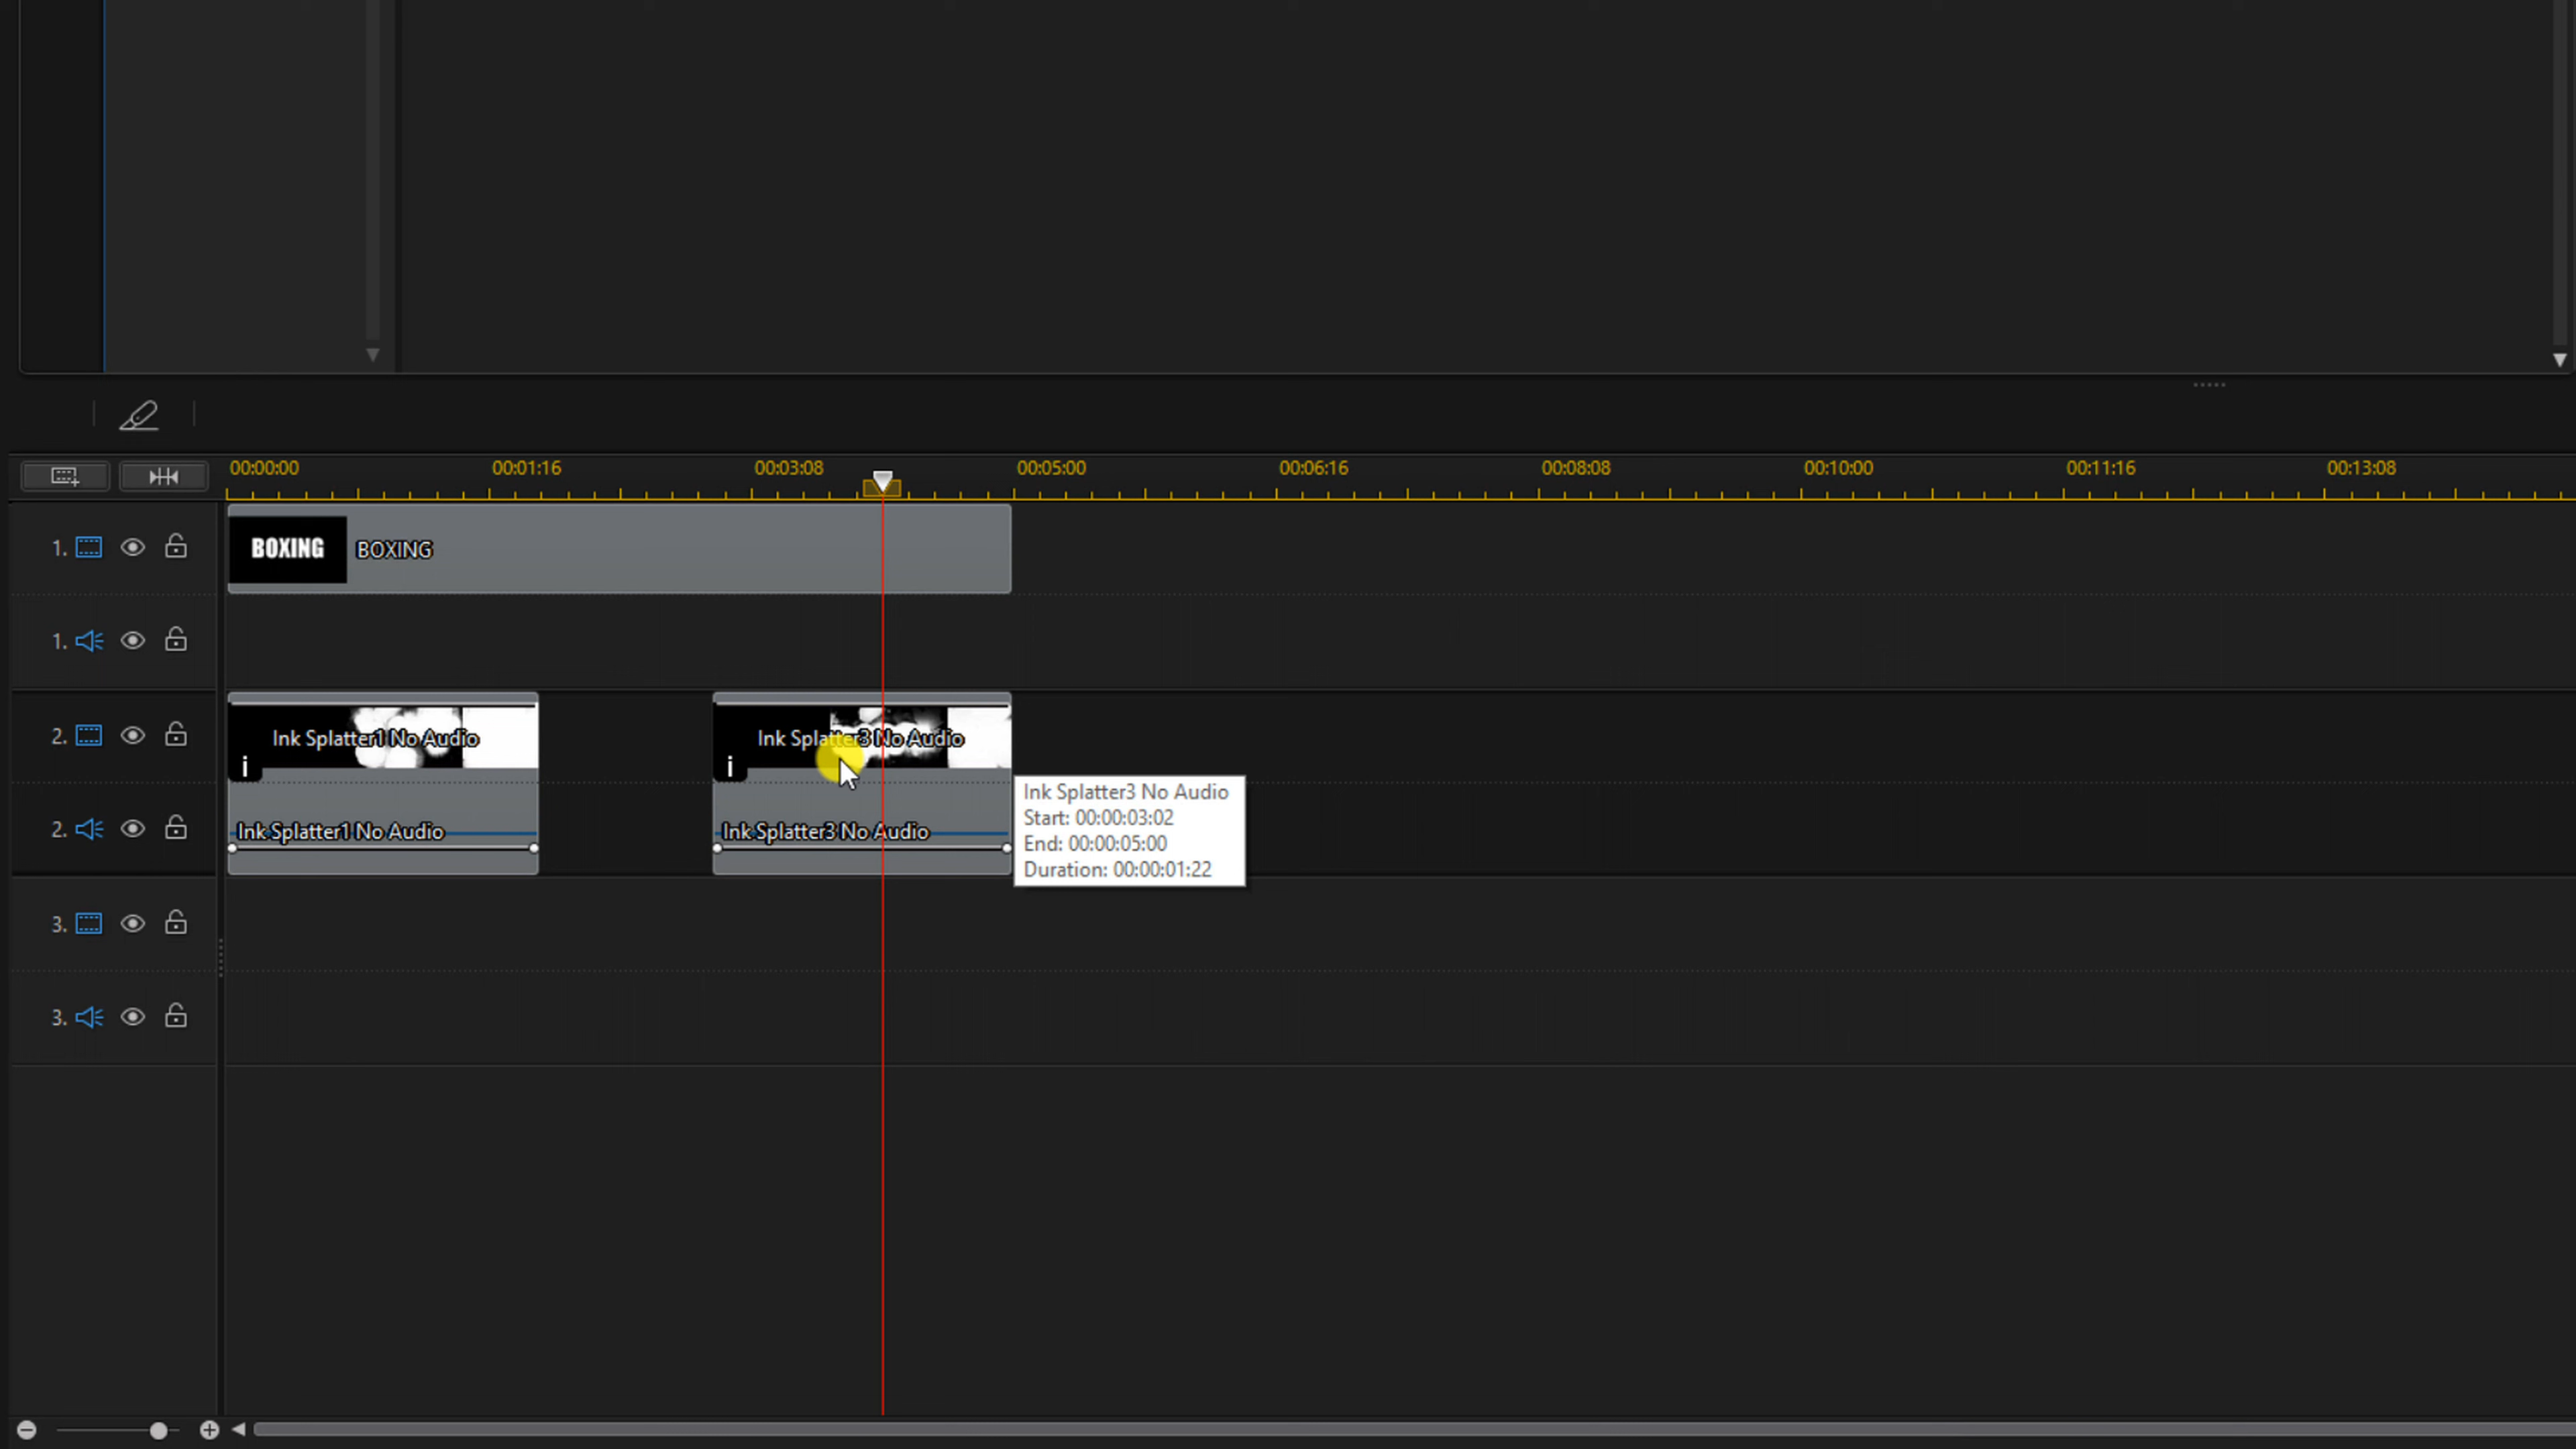 00:00:00 00:01:16 00:03:08 00:05:00 00:06:16 00:08:08 00:10:00 00:11:16 00:13:08
1. BOXING BOXING
1.
2. Ink Splatter1 No Audio Ink Splatter3 No Audio
i i
2. Ink Splatter1 No Audio Ink Splatter3 No Audio
Ink Splatter3 No Audio
Start: 00:00:03:02
End: 00:00:05:00
Duration: 00:00:01:22
3.
3.